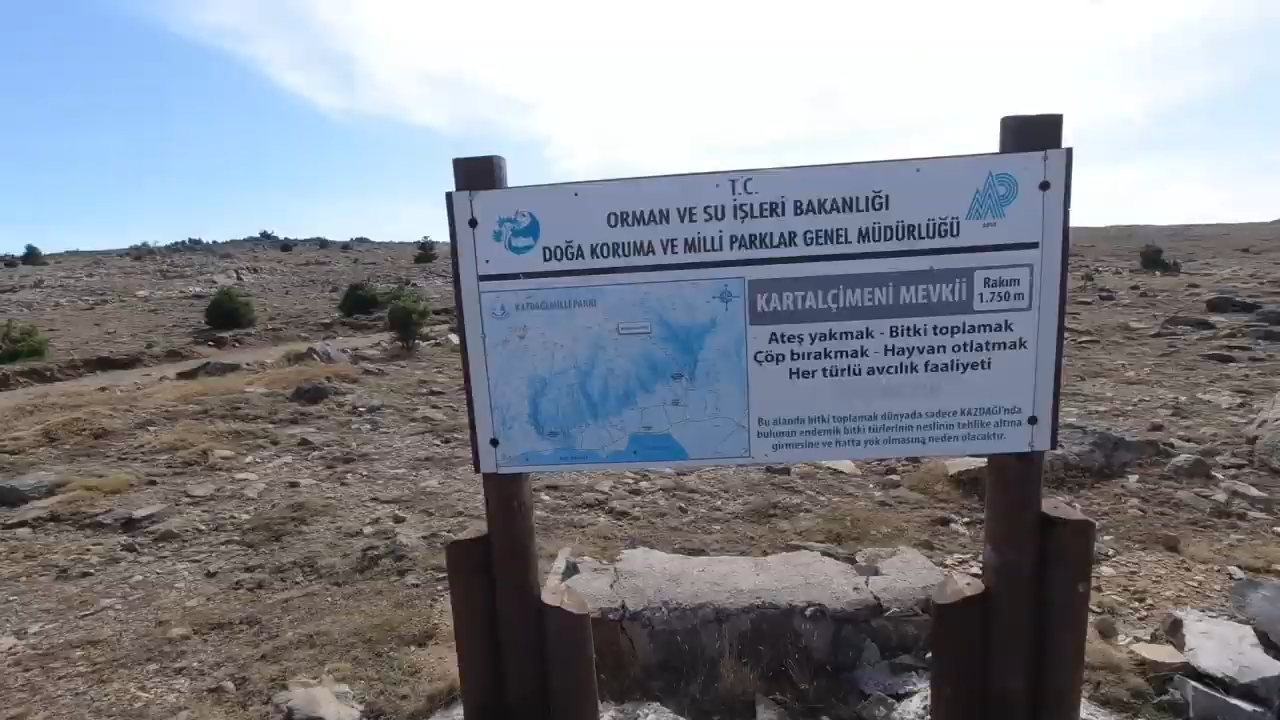 T.C.
ORMAN VE SU İŞLERİ BAKANLIĞI
DOĞA KORUMA VE MİLLİ PARKLAR GENEL MÜDÜRLÜĞÜ
KAZDAĞI MİLLİ PARKI
KARTALÇİMENİ MEVKİİ
Rakım
1.750 m
Ateş yakmak - Bitki toplamak
Çöp bırakmak - Hayvan otlatmak
Her türlü avcılık faaliyeti
Bu alanda bitki toplamak dünyada sadece KAZDAĞI'nda
bulunan endemik bitki türlerinin neslinin tehlike altına
girmesine ve hatta yok olmasına neden olacaktır.